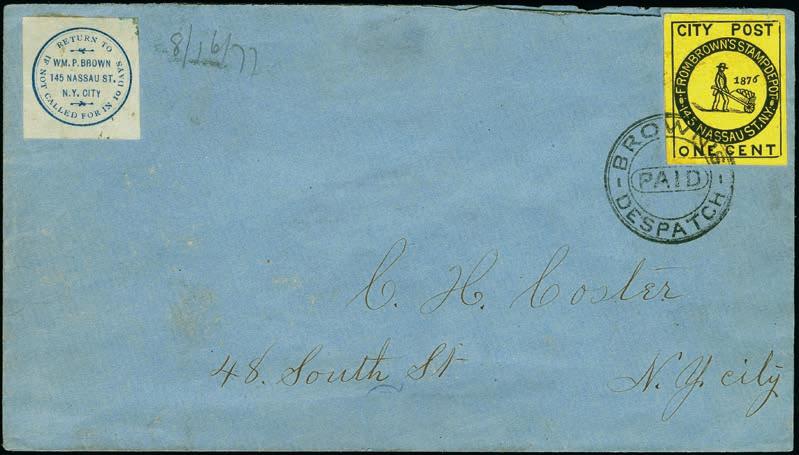 RETURN TO
WM. P. BROWN
145 NASSAU ST.
N.Y. CITY
IF NOT CALLED FOR IN 10 DAYS
8/16/77
CITY POST
FROM BROWN'S STAMP DEPOT
1876
145 NASSAU ST. N.Y.
ONE CENT
BROWN'S
PAID
DESPATCH
C. H. Coster
48. South St
N. Y. city